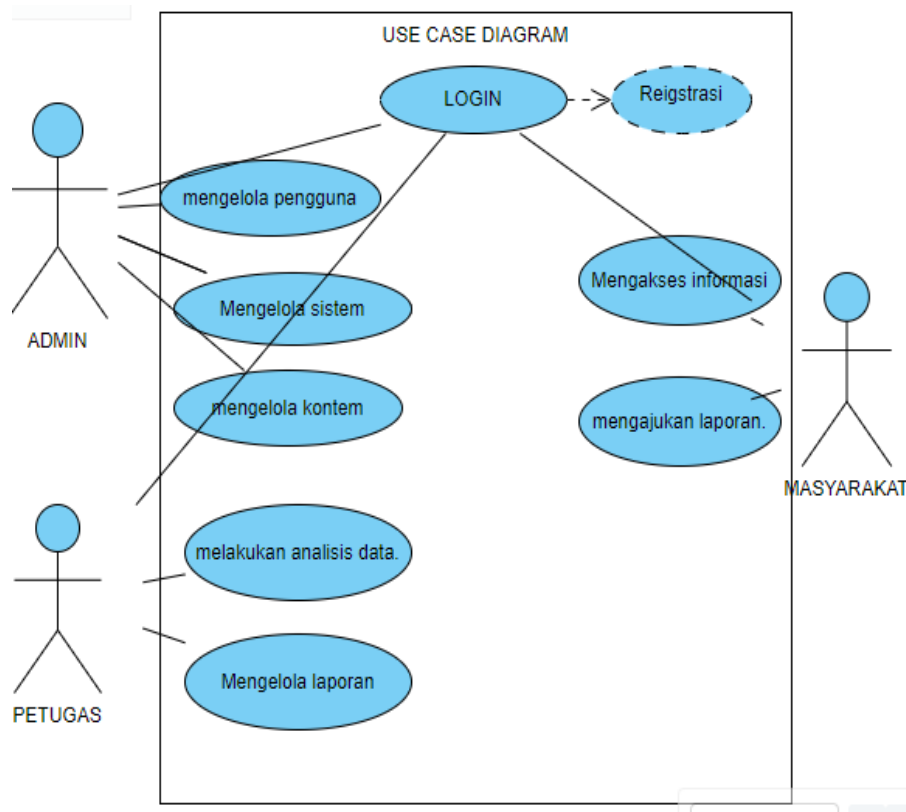 USE CASE DIAGRAM
LOGIN
Reigstrasi
mengelola pengguna
Mengakses informasi
Mengelola sistem
ADMIN
mengelola kontem
mengajukan laporan.
MASYARAKAT
melakukan analisis data.
Mengelola laporan
PETUGAS